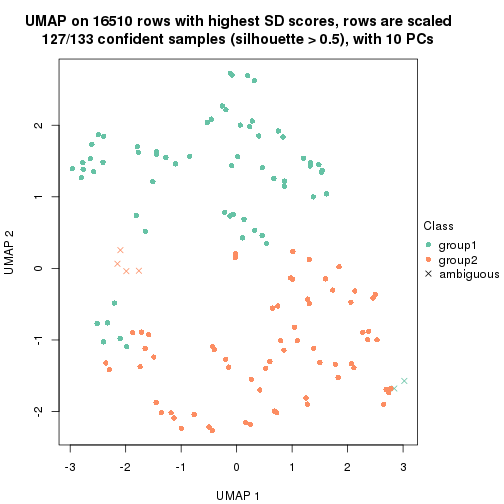 UMAP on 16510 rows with highest SD scores, rows are scaled
127/133 confident samples (silhouette > 0.5), with 10 PCs
2
1
0
-1
-2
UMAP 2
-3
-2
-1
0
1
2
3
UMAP 1
Class
group1
group2
ambiguous